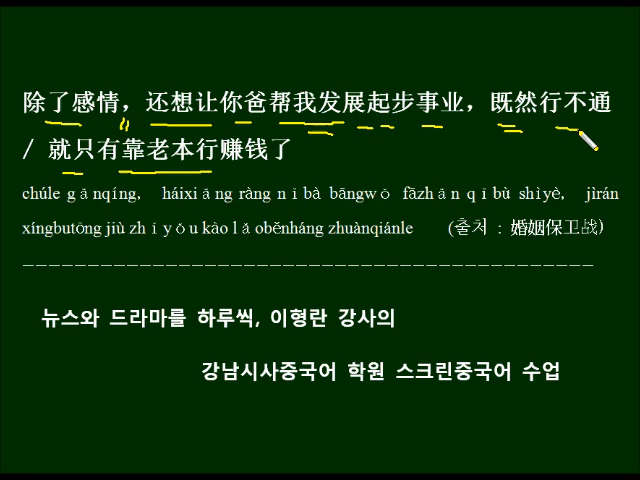 除了感情，还想让你爸帮我发展起步事业，既然行不通
/ 就只有靠老本行赚钱了
chúle gǎnqíng， háixiǎng ràng nǐbà bāngwǒ fāzhǎn qǐbù shìyè， jìrán
xíngbutōng jiù zhǐyǒu kào lǎoběnháng zhuànqiánle (출처 : 婚姻保卫战)
뉴스와 드라마를 하루씩, 이형란 강사의
강남시사중국어 학원 스크린중국어 수업